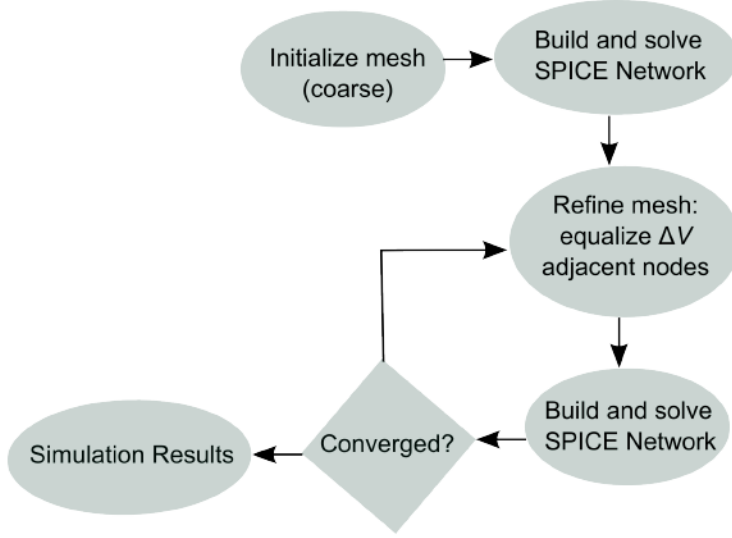 Initialize mesh
(coarse)
Build and solve
SPICE Network
Refine mesh:
equalize ΔV
adjacent nodes
Build and solve
SPICE Network
Converged?
Simulation Results